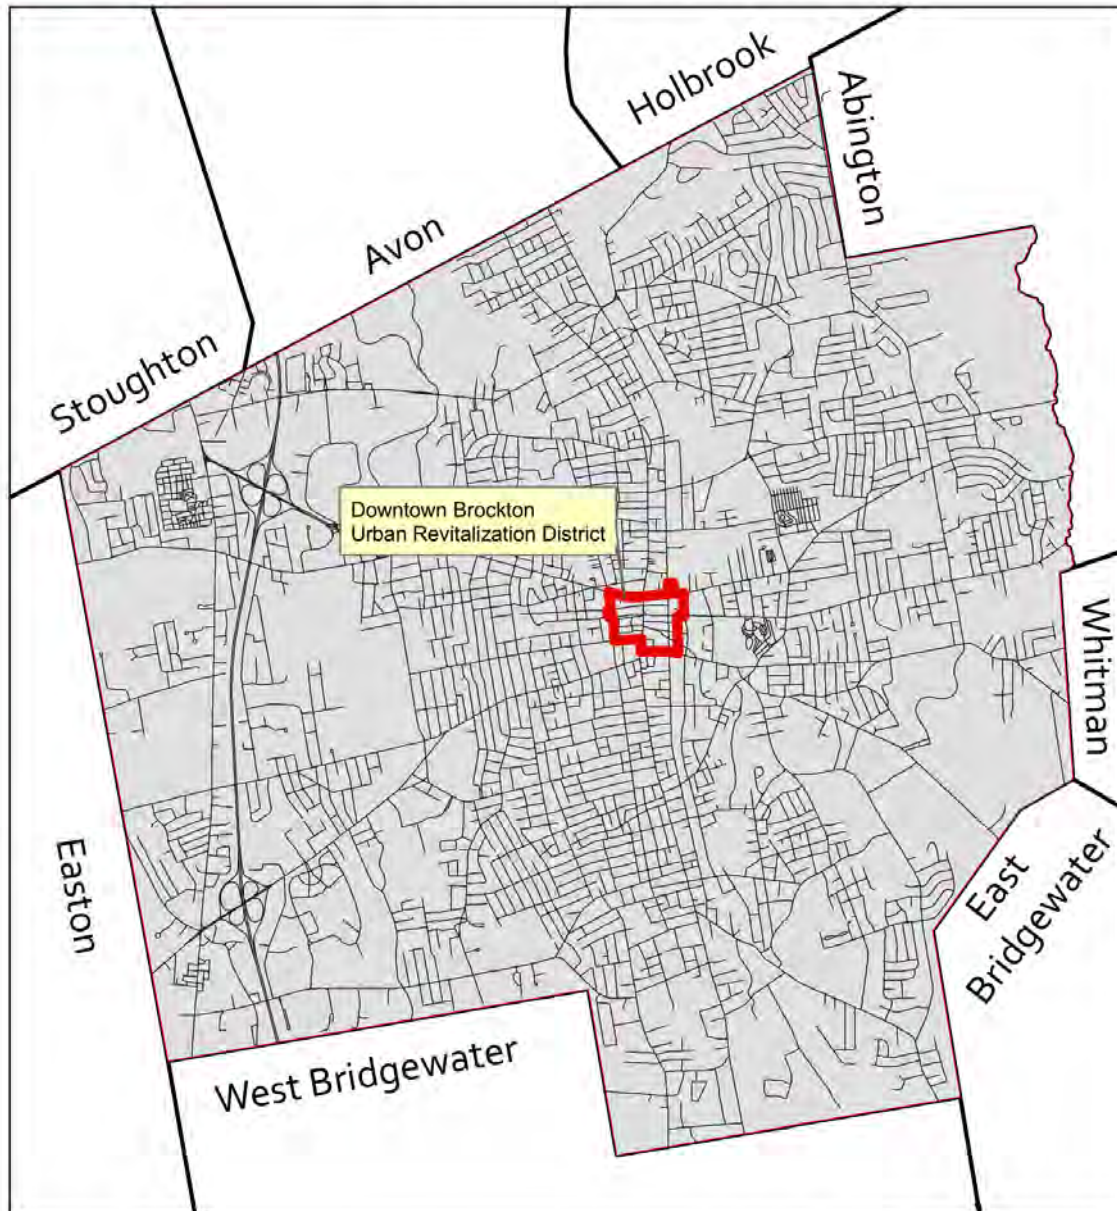 Holbrook
Abington
Avon
Stoughton
Downtown Brockton
Urban Revitalization District
Whitman
Easton
East
Bridgewater
West Bridgewater